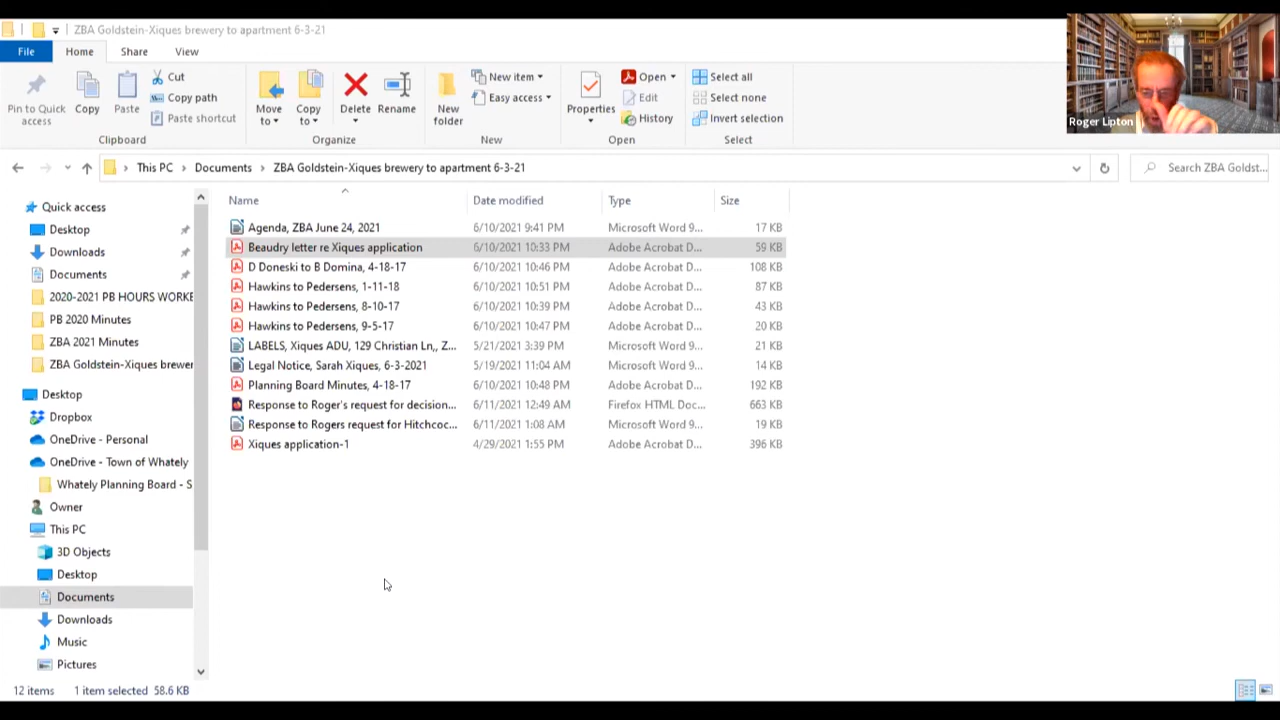 ZBA Goldstein-Xiques brewery to apartment 6-3-21
File Home Share View
Pin to Quick access
Copy
Paste
Cut
Copy path
Paste shortcut
Clipboard
Move to
Copy to
Delete
Rename
Organize
New folder
New item
Easy access
New
Properties
Open
Edit
History
Open
Select all
Select none
Invert selection
Select
Roger Lipton
This PC Documents ZBA Goldstein-Xiques brewery to apartment 6-3-21
Search ZBA Goldst...
Quick access
Desktop
Downloads
Documents
2020-2021 PB HOURS WORKE
PB 2020 Minutes
ZBA 2021 Minutes
ZBA Goldstein-Xiques brewer
Desktop
Dropbox
OneDrive - Personal
OneDrive - Town of Whately
Whately Planning Board - S
Owner
This PC
3D Objects
Desktop
Documents
Downloads
Music
Pictures
Name Date modified Type Size
Agenda, ZBA June 24, 2021 6/10/2021 9:41 PM Microsoft Word 9... 17 KB
Beaudry letter re Xiques application 6/10/2021 10:33 PM Adobe Acrobat D... 59 KB
D Doneski to B Domina, 4-18-17 6/10/2021 10:46 PM Adobe Acrobat D... 108 KB
Hawkins to Pedersens, 1-11-18 6/10/2021 10:51 PM Adobe Acrobat D... 87 KB
Hawkins to Pedersens, 8-10-17 6/10/2021 10:39 PM Adobe Acrobat D... 43 KB
Hawkins to Pedersens, 9-5-17 6/10/2021 10:47 PM Adobe Acrobat D... 20 KB
LABELS, Xiques ADU, 129 Christian Ln,, Z... 5/21/2021 3:39 PM Microsoft Word 9... 21 KB
Legal Notice, Sarah Xiques, 6-3-2021 5/19/2021 11:04 AM Microsoft Word 9... 14 KB
Planning Board Minutes, 4-18-17 6/10/2021 10:48 PM Adobe Acrobat D... 192 KB
Response to Roger's request for decision... 6/11/2021 12:49 AM Firefox HTML Doc... 663 KB
Response to Rogers request for Hitchcoc... 6/11/2021 1:08 AM Microsoft Word 9... 19 KB
Xiques application-1 4/29/2021 1:55 PM Adobe Acrobat D... 396 KB
12 items 1 item selected 58.6 KB